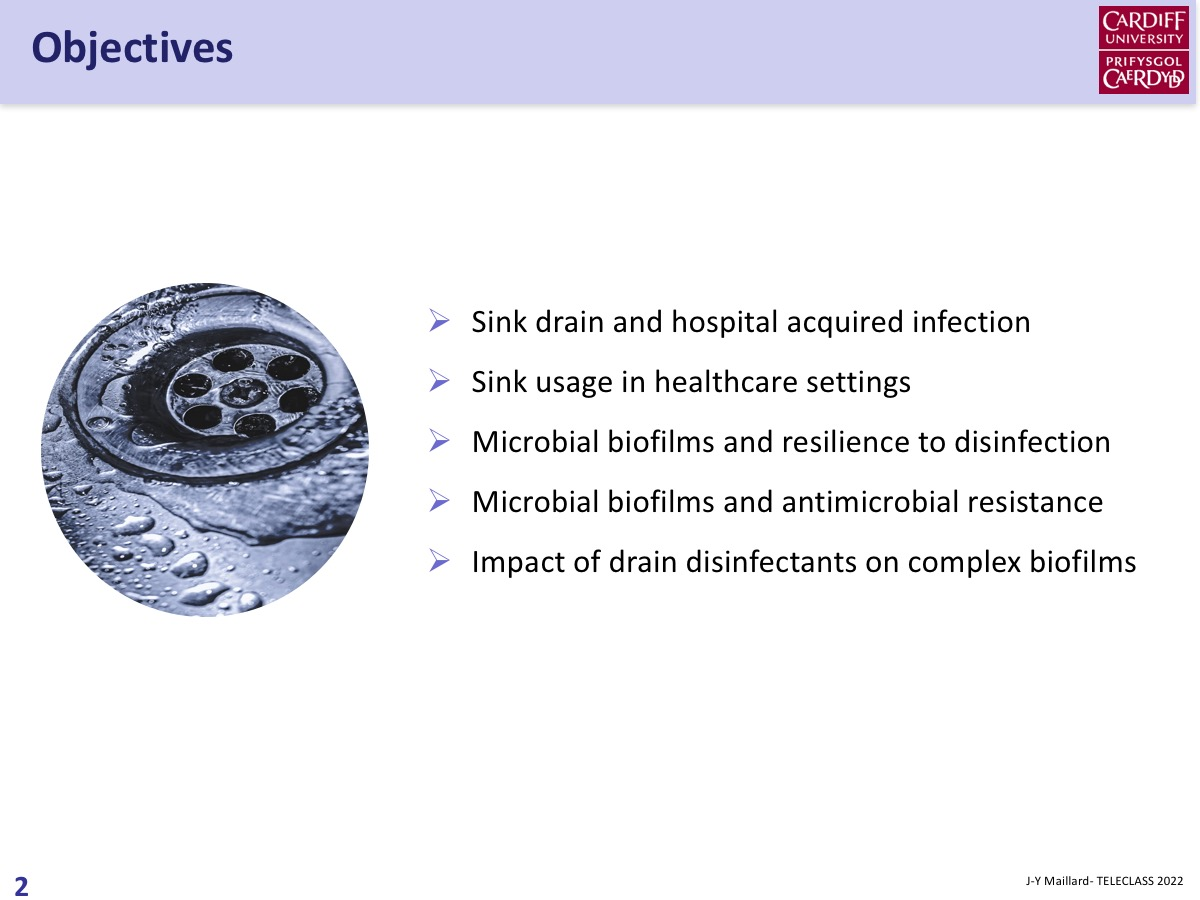 Objectives
CARDIFF
UNIVERSITY
PRIFYSGOL
CAERDYDD
Sink drain and hospital acquired infection
Sink usage in healthcare settings
Microbial biofilms and resilience to disinfection
Microbial biofilms and antimicrobial resistance
Impact of drain disinfectants on complex biofilms
2
J-Y Maillard- TELECLASS 2022